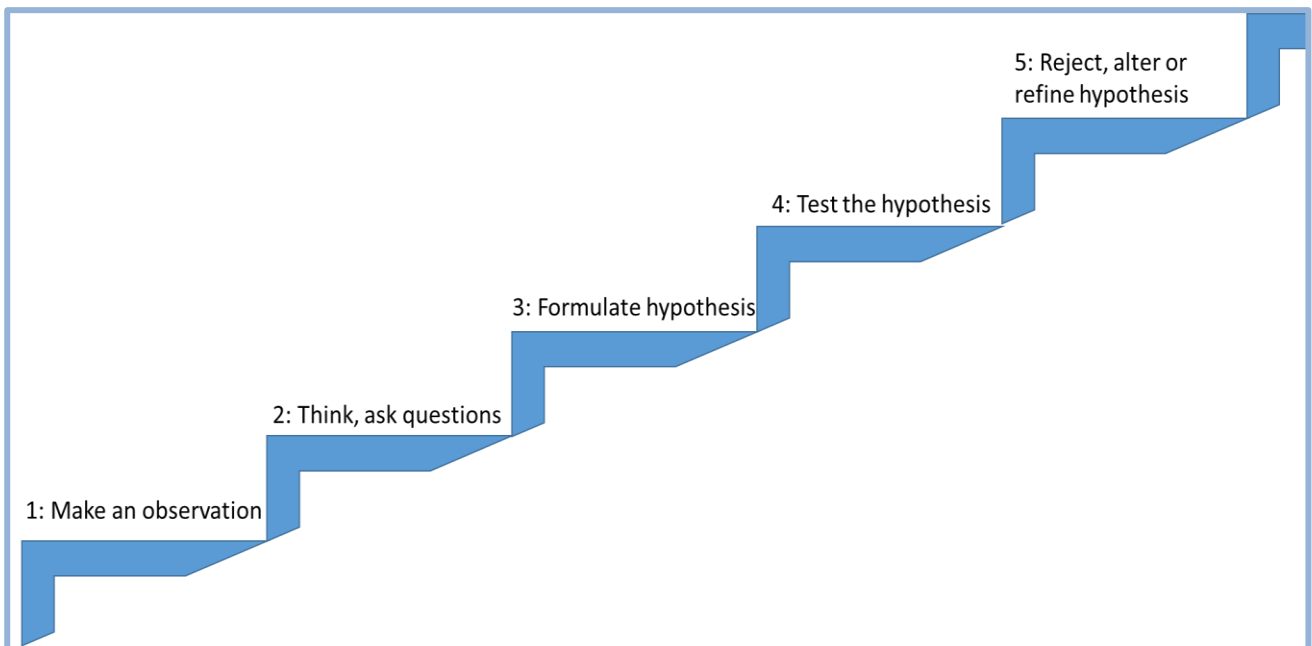 1: Make an observation
2: Think, ask questions
3: Formulate hypothesis
4: Test the hypothesis
5: Reject, alter or
refine hypothesis